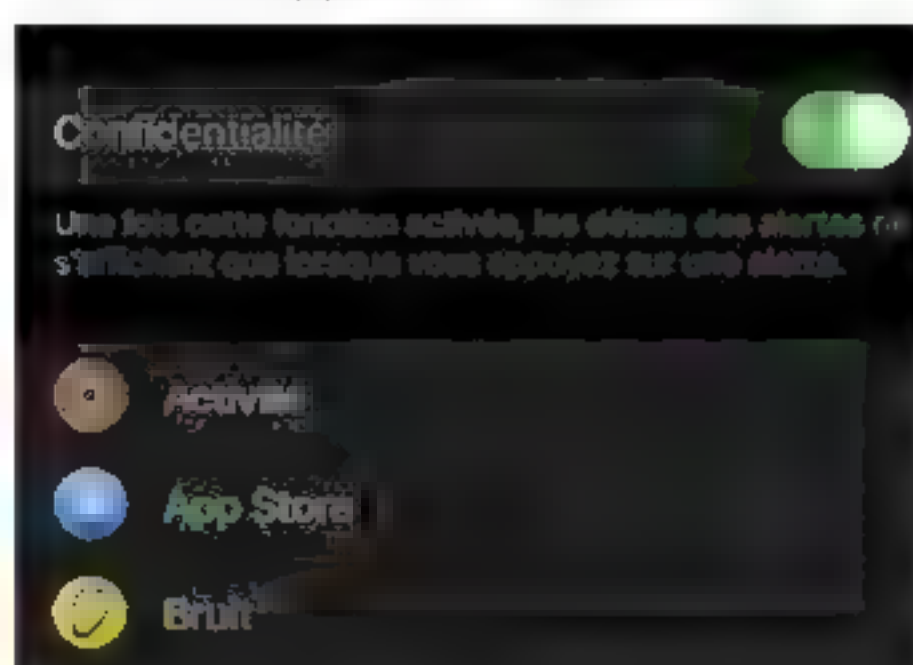 Confidentialité
Une fois cette fonction activée, les détails des alertes
s'affichent que lorsque vous appuyez sur une alerte.
Activité
App Store
Bruit